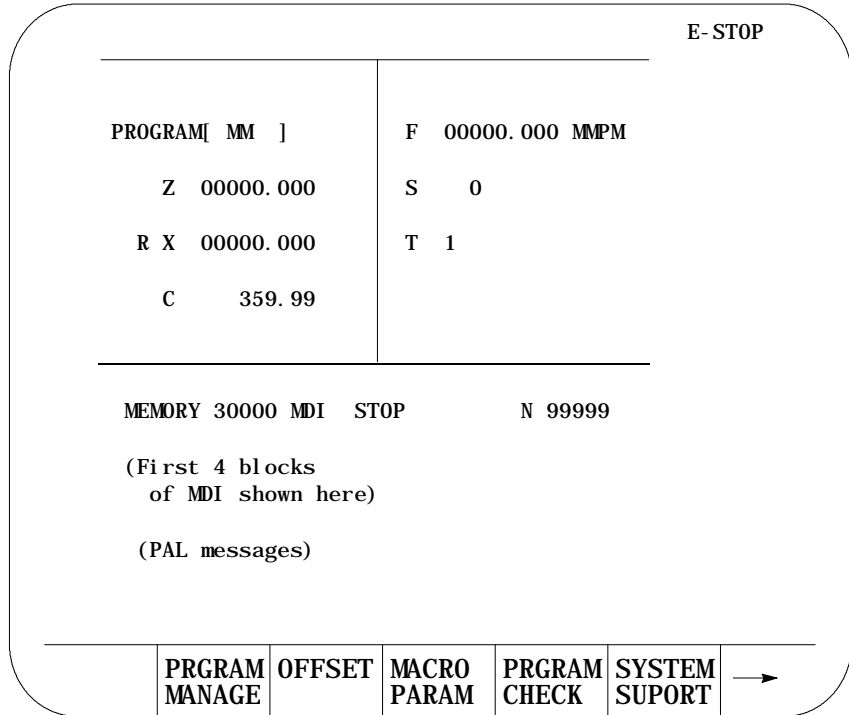 E-STOP
PROGRAM[ MM ]
F 00000.000 MMPM
Z 00000.000
S 0
R X 00000.000
T 1
C 359.99
MEMORY 30000 MDI STOP N 99999
(First 4 blocks
of MDI shown here)
(PAL messages)
PRGRAM MANAGE
OFFSET
MACRO PARAM
PRGRAM CHECK
SYSTEM SUPORT